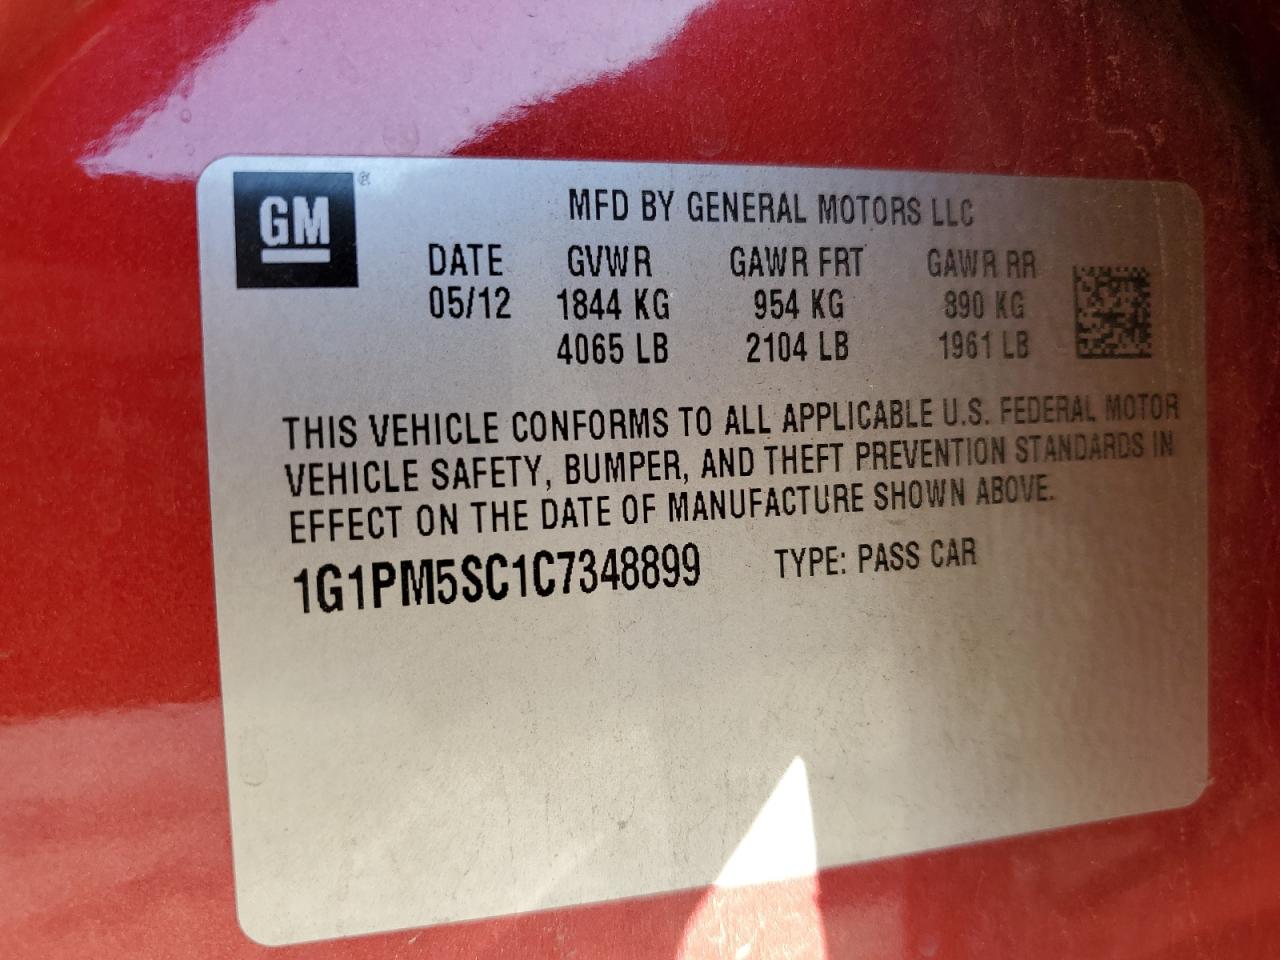 GM ®
MFD BY GENERAL MOTORS LLC
DATE GVWR GAWR FRT GAWR RR
05/12 1844 KG 954 KG 890 KG
4065 LB 2104 LB 1961 LB
THIS VEHICLE CONFORMS TO ALL APPLICABLE U.S. FEDERAL MOTOR
VEHICLE SAFETY, BUMPER, AND THEFT PREVENTION STANDARDS IN
EFFECT ON THE DATE OF MANUFACTURE SHOWN ABOVE.
1G1PM5SC1C7348899 TYPE: PASS CAR